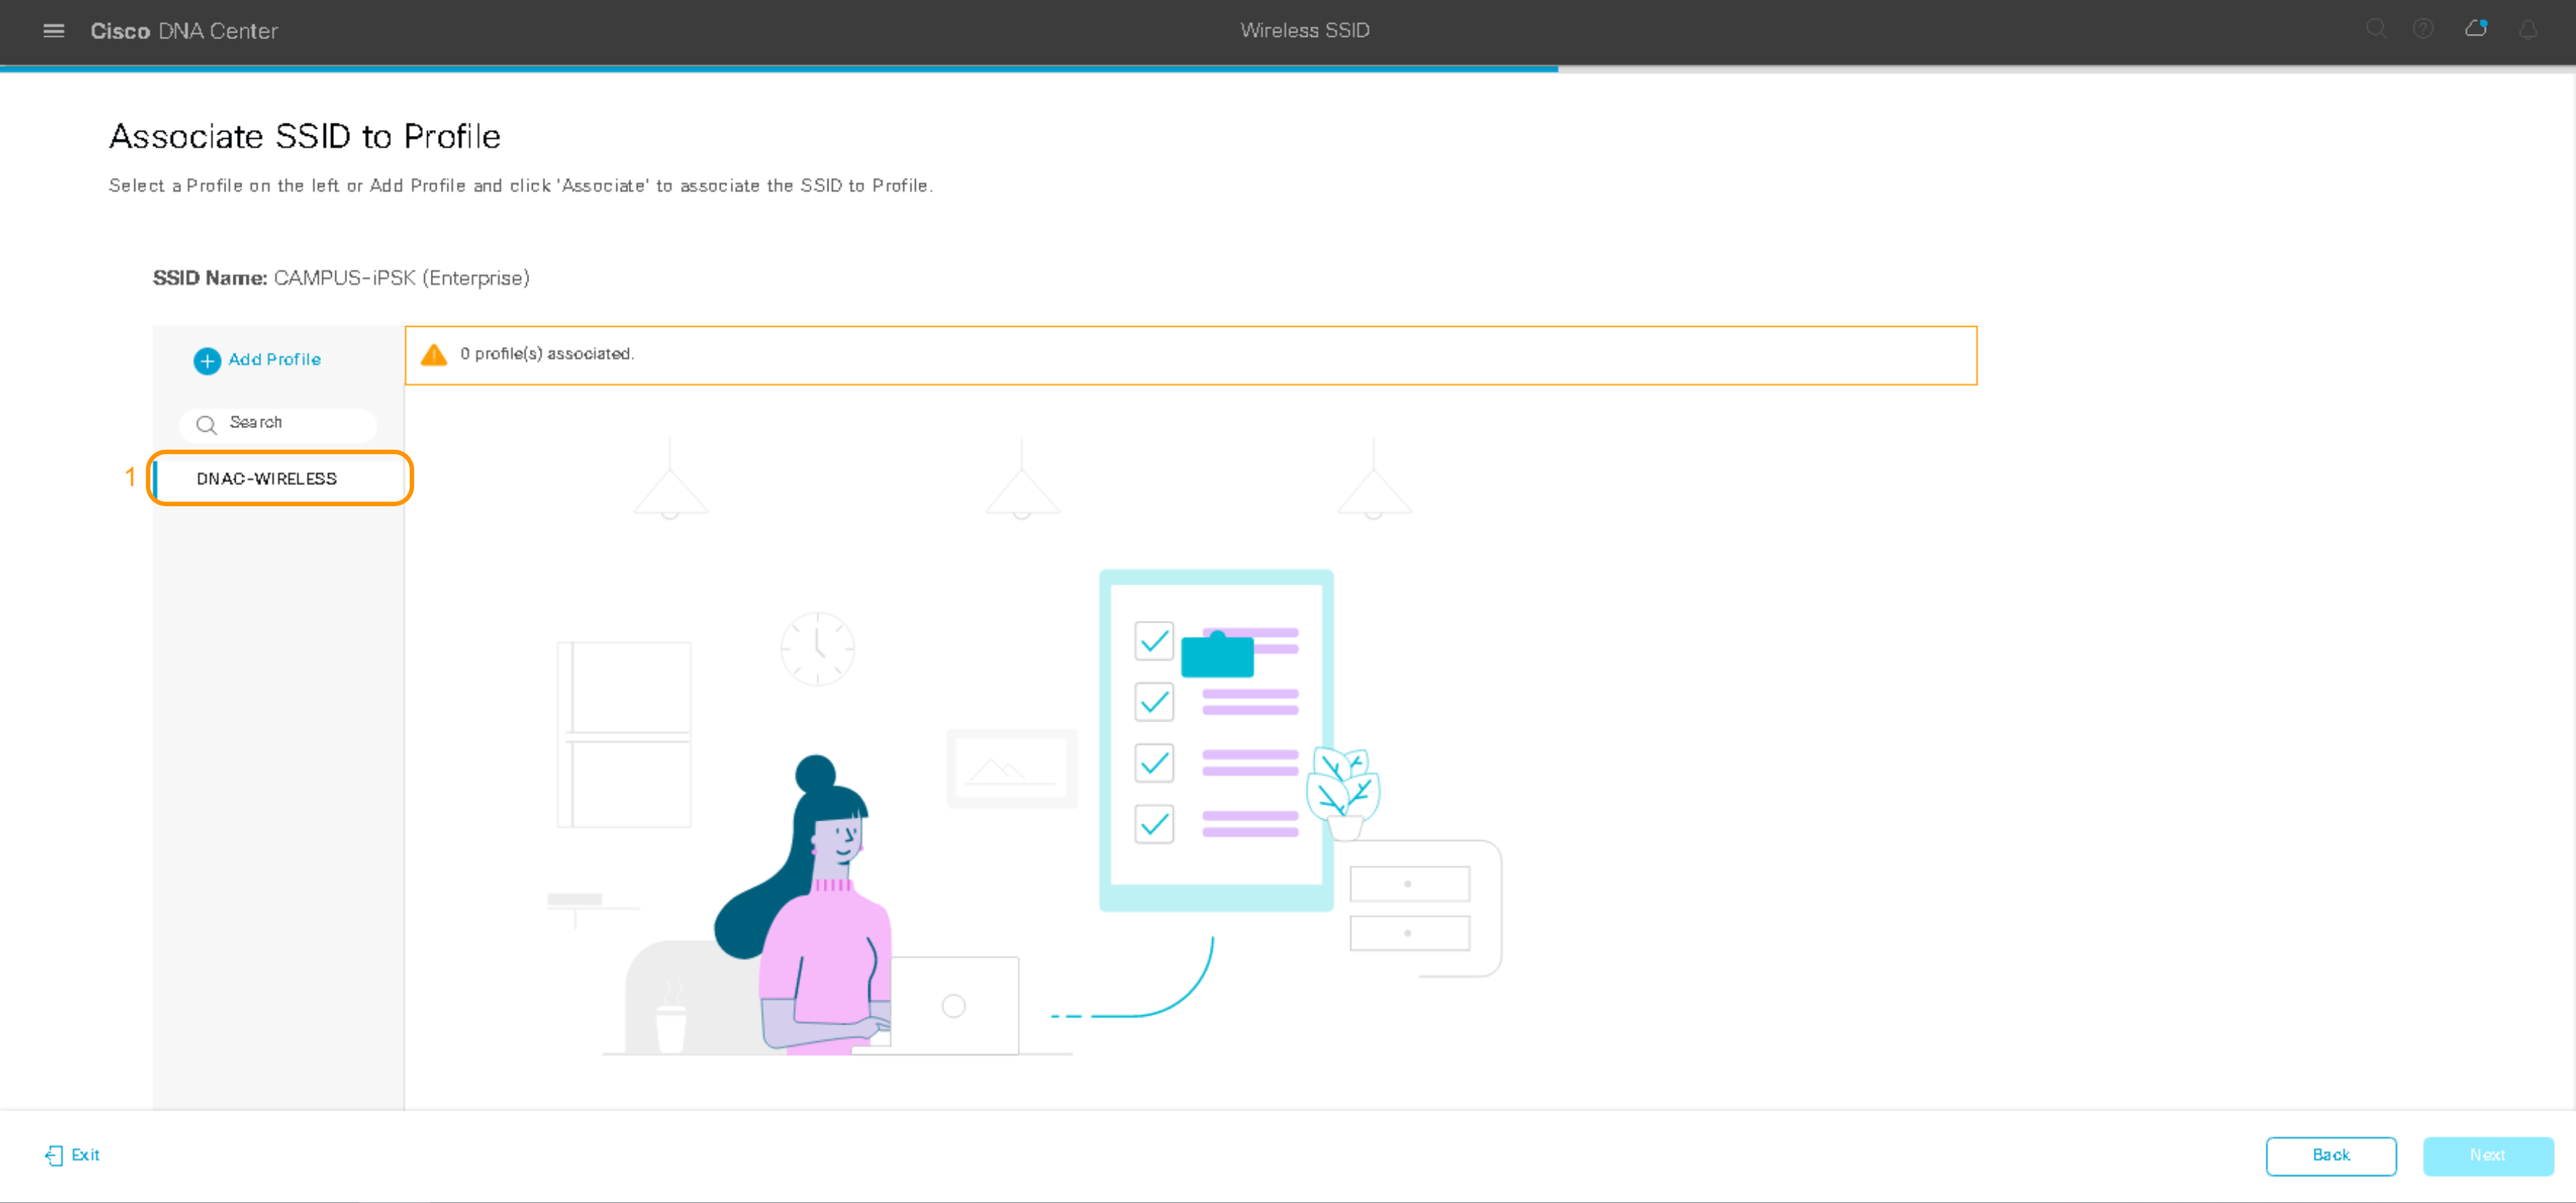 Cisco DNA Center
Wireless SSID
Associate SSID to Profile
Select a Profile on the left or Add Profile and click 'Associate' to associate the SSID to Profile.
SSID Name: CAMPUS-iPSK (Enterprise)
Add Profile
0 profile(s) associated.
Search
1
DNAC-WIRELESS
Exit
Back
Next